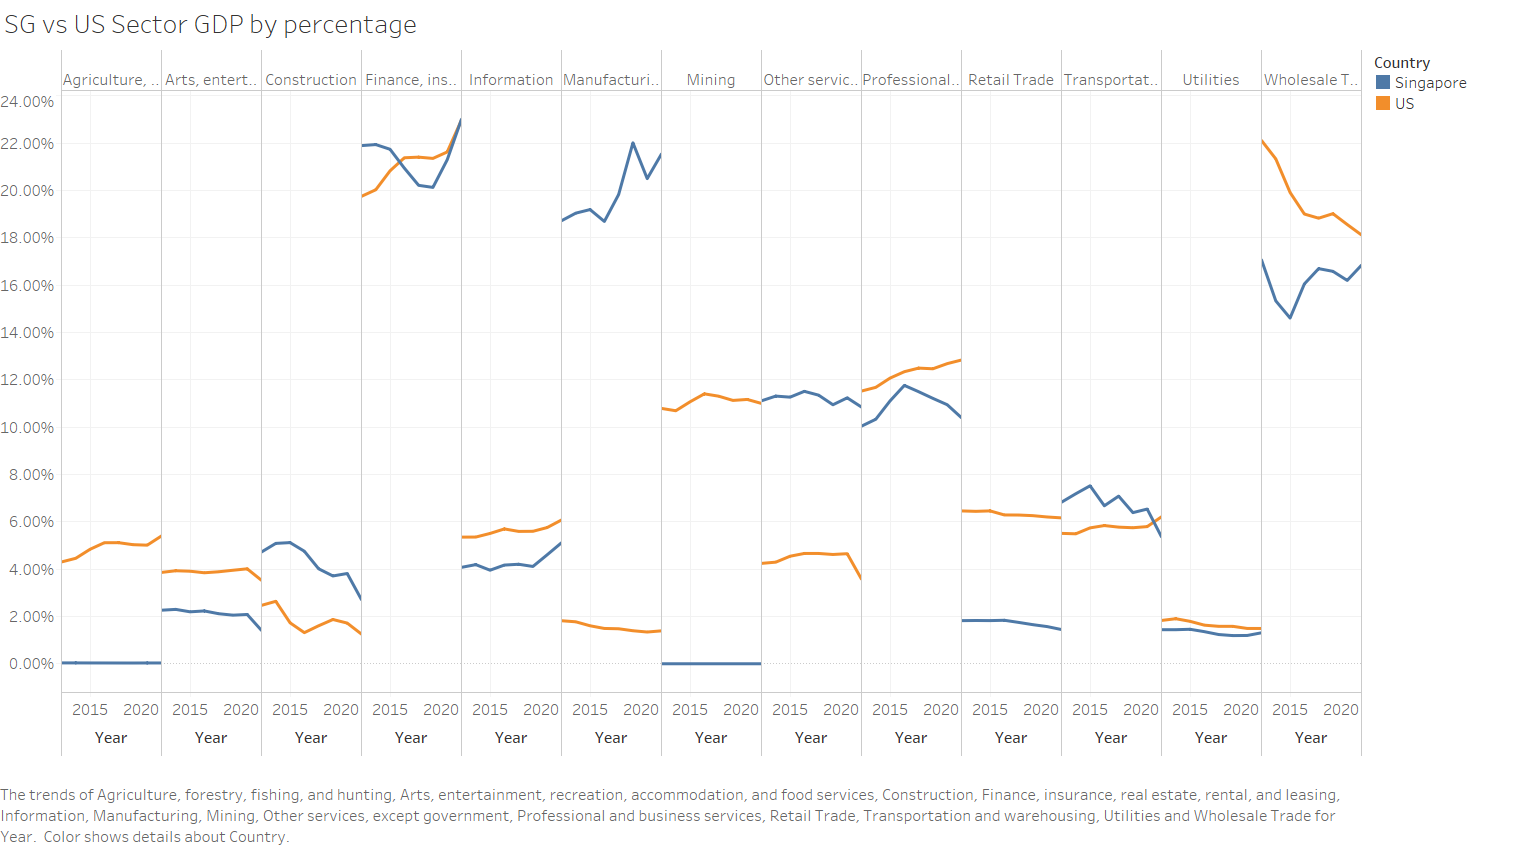 SG vs US Sector GDP by percentage
Country
Singapore
US
Agriculture, .. Arts, entert.. Construction Finance, ins.. Information Manufacturi.. Mining Other servic.. Professional.. Retail Trade Transportat.. Utilities Wholesale T..
24.00%
22.00%
20.00%
18.00%
16.00%
14.00%
12.00%
10.00%
8.00%
6.00%
4.00%
2.00%
0.00%
2015 2020 2015 2020 2015 2020 2015 2020 2015 2020 2015 2020 2015 2020 2015 2020 2015 2020 2015 2020 2015 2020 2015 2020 2015 2020
Year Year Year Year Year Year Year Year Year Year Year Year Year
The trends of Agriculture, forestry, fishing, and hunting, Arts, entertainment, recreation, accommodation, and food services, Construction, Finance, insurance, real estate, rental, and leasing,
Information, Manufacturing, Mining, Other services, except government, Professional and business services, Retail Trade, Transportation and warehousing, Utilities and Wholesale Trade for
Year. Color shows details about Country.